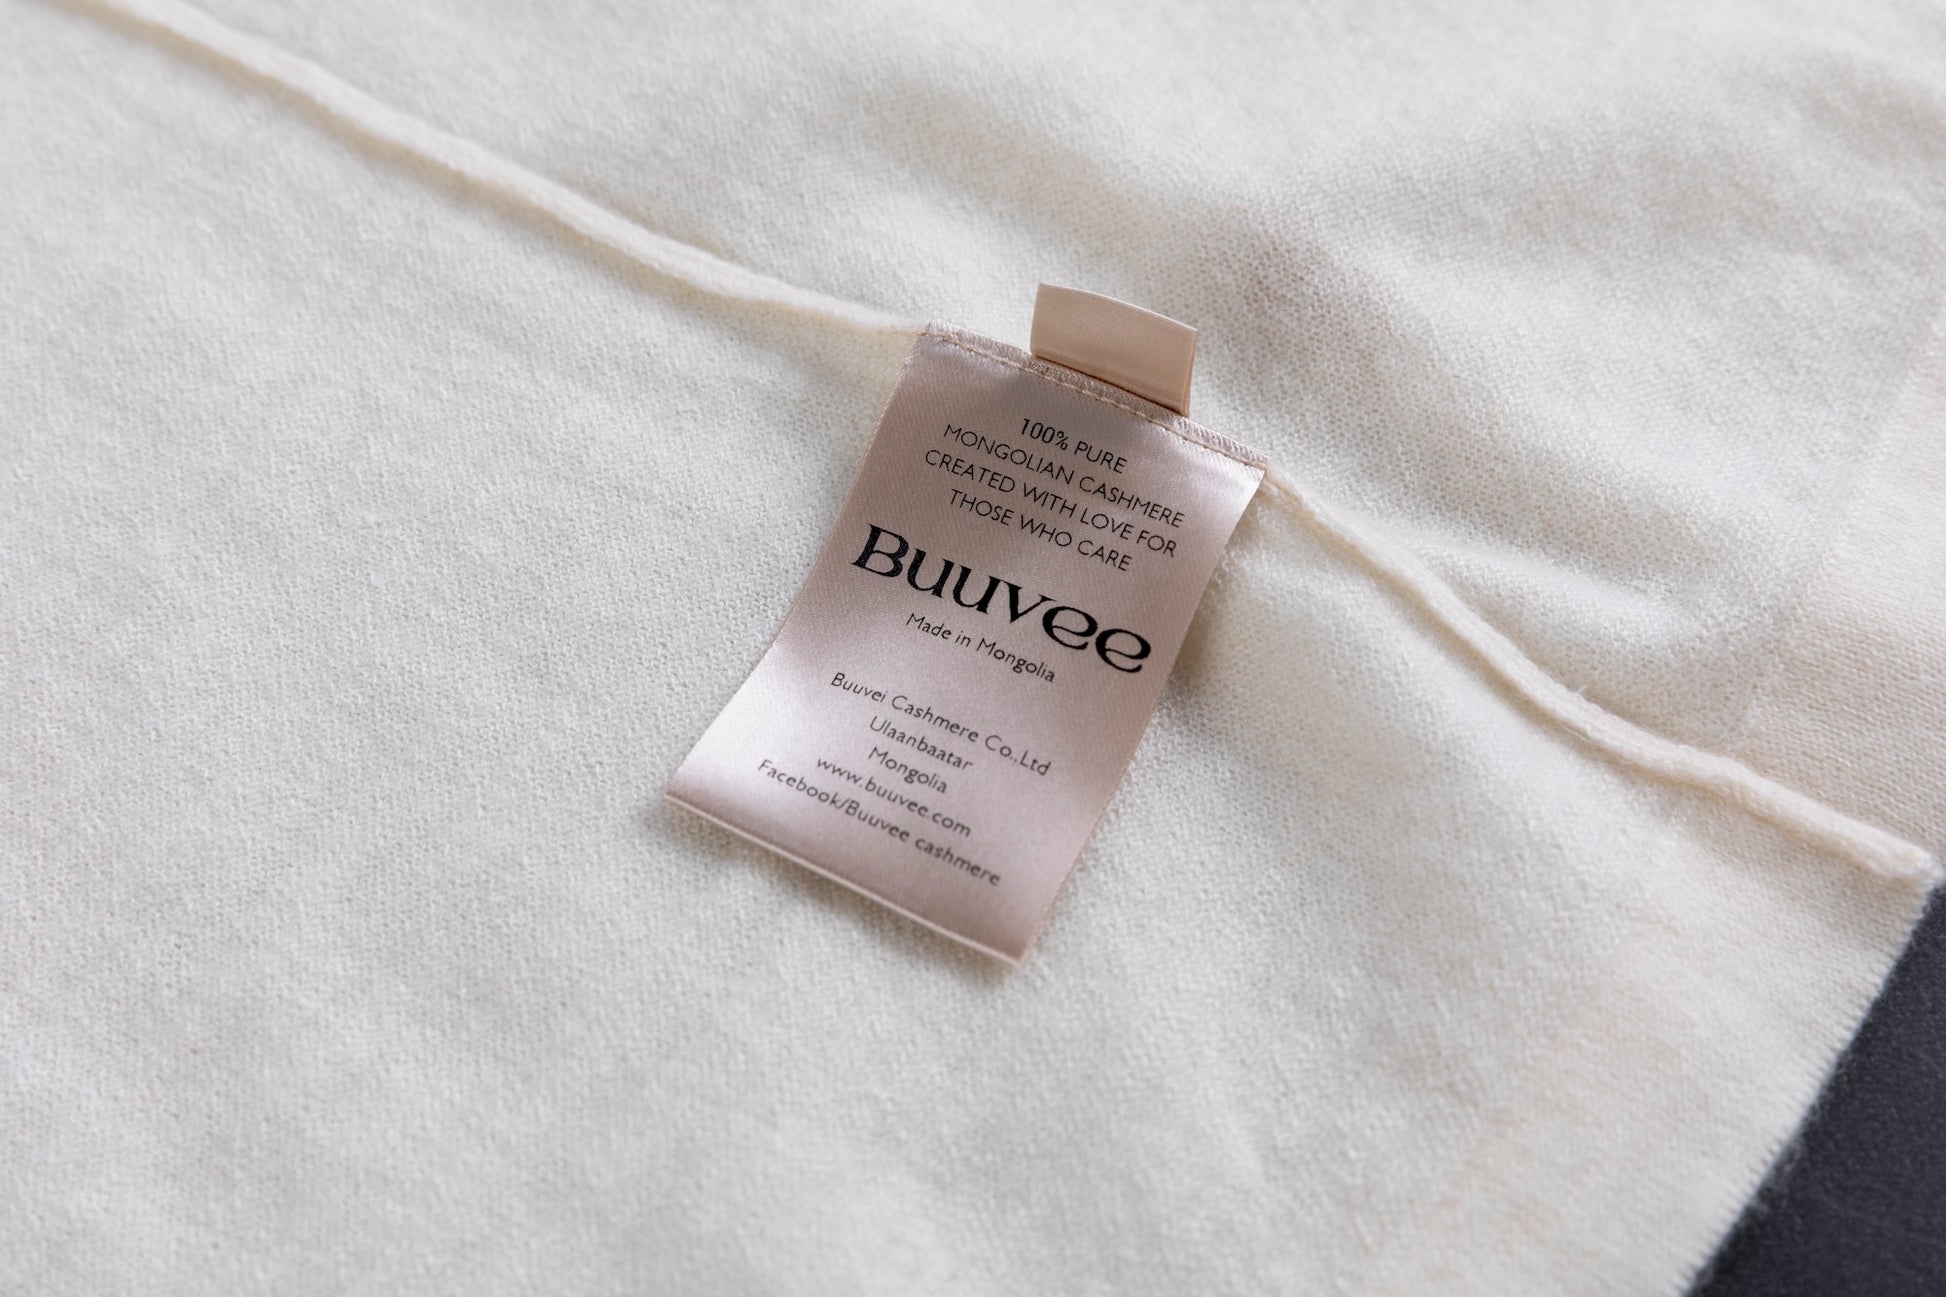 100% PURE
MONGOLIAN CASHMERE
CREATED WITH LOVE FOR
THOSE WHO CARE
Buuvee
Made in Mongolia
Buuvei Cashmere Co.,Ltd
Ulaanbaatar
Mongolia
www.buuvee.com
Facebook/Buuvee cashmere